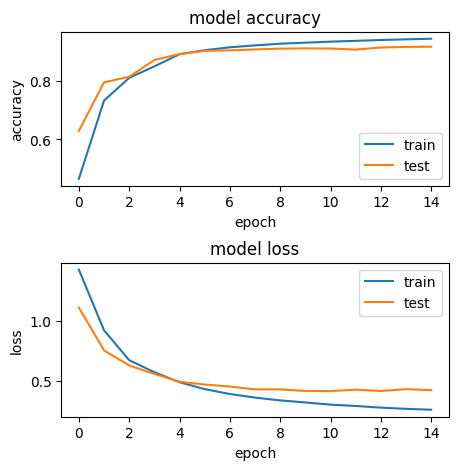 model accuracy
accuracy
0.8
0.6
train
test
0 2 4 6 8 10 12 14
epoch
model loss
loss
1.0
0.5
train
test
0 2 4 6 8 10 12 14
epoch